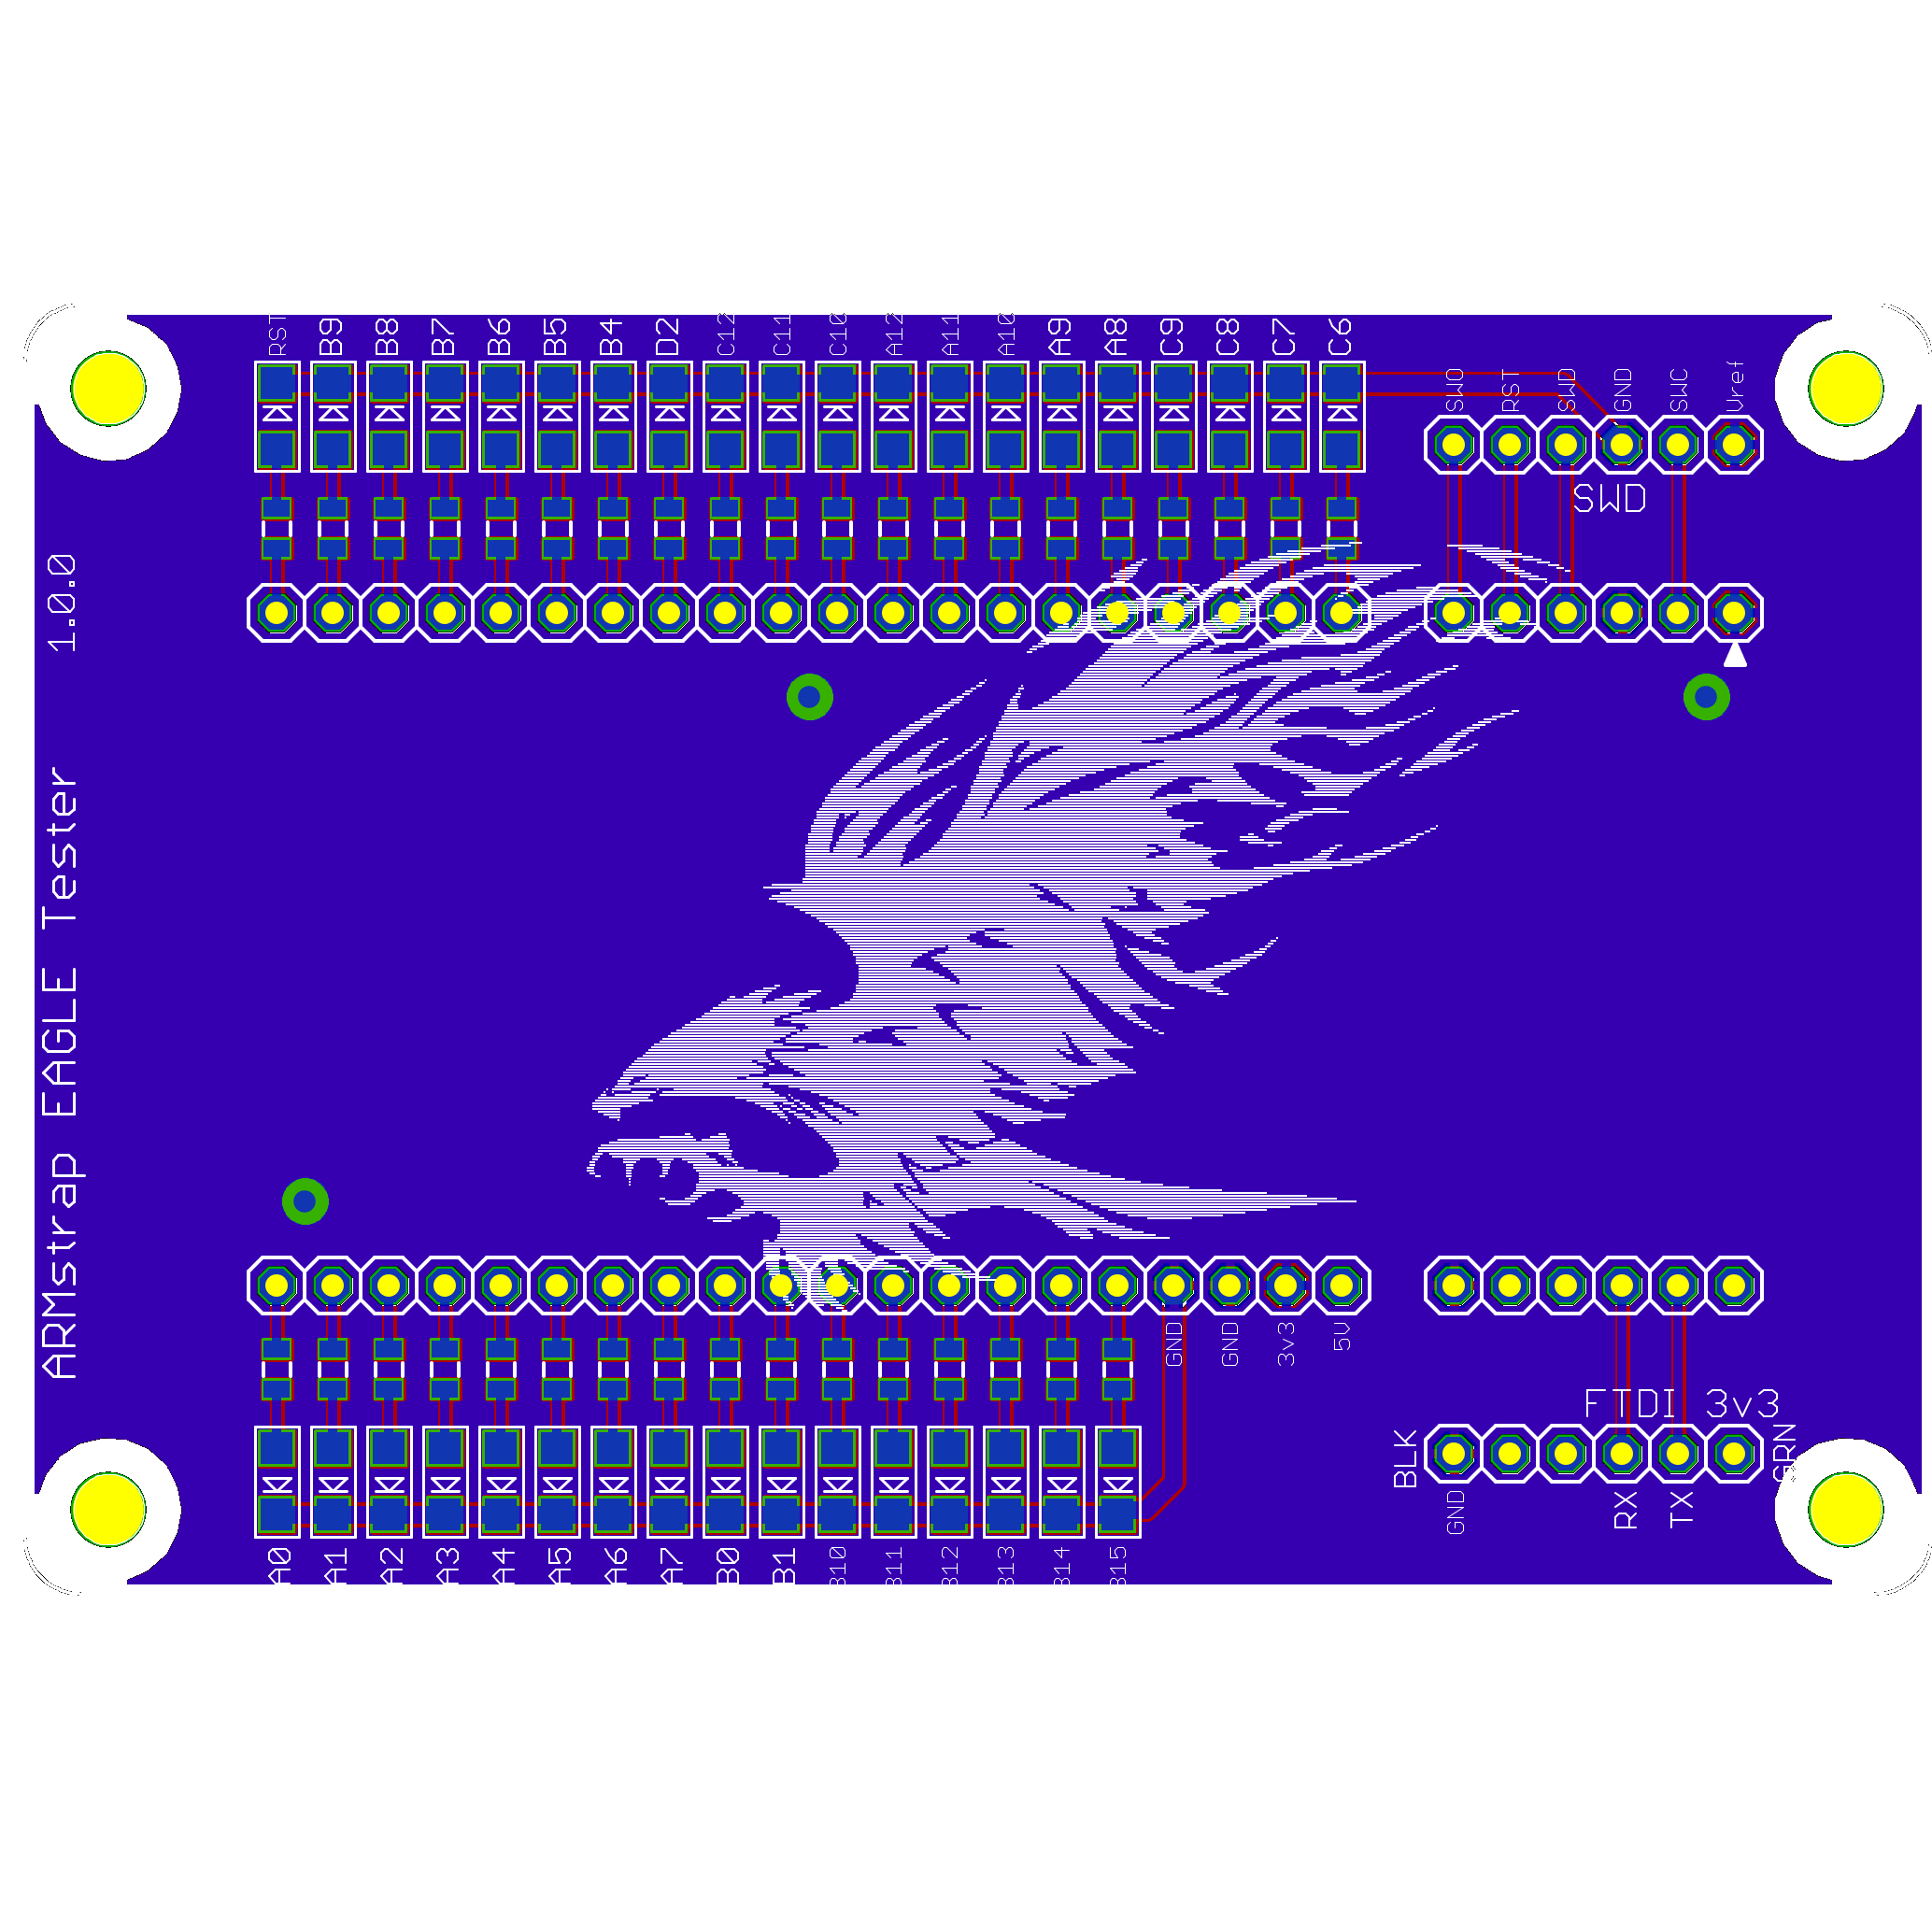 RST B9 B8 B7 B6 B5 B4 D2 C12 C11 C10 A12 A11 A10 A9 A8 C9 C8 C7 C6
SWO RST SWD GND SWC Vref
SWD
1.0.0
ARMstrap EAGLE Tester
GND GND 3v3 5V
FTDI 3v3
BLK GRN
GND RX TX
A0 A1 A2 A3 A4 A5 A6 A7 B0 B1 B10 B11 B12 B13 B14 B15